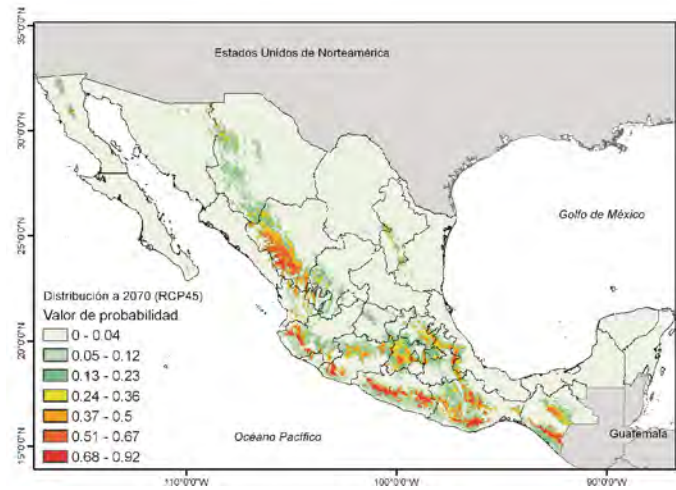 35°0'0"N
Estados Unidos de Norteamérica
30°0'0"N
Golfo de México
25°0'0"N
Distribución a 2070 (RCP45)
Valor de probabilidad
0 - 0.04
0.05 - 0.12
0.13 - 0.23
0.24 - 0.36
0.37 - 0.5
0.51 - 0.67
0.68 - 0.92
20°0'0"N
15°0'0"N
Océano Pacífico
Guatemala
110°0'0"W
100°0'0"W
90°0'0"W